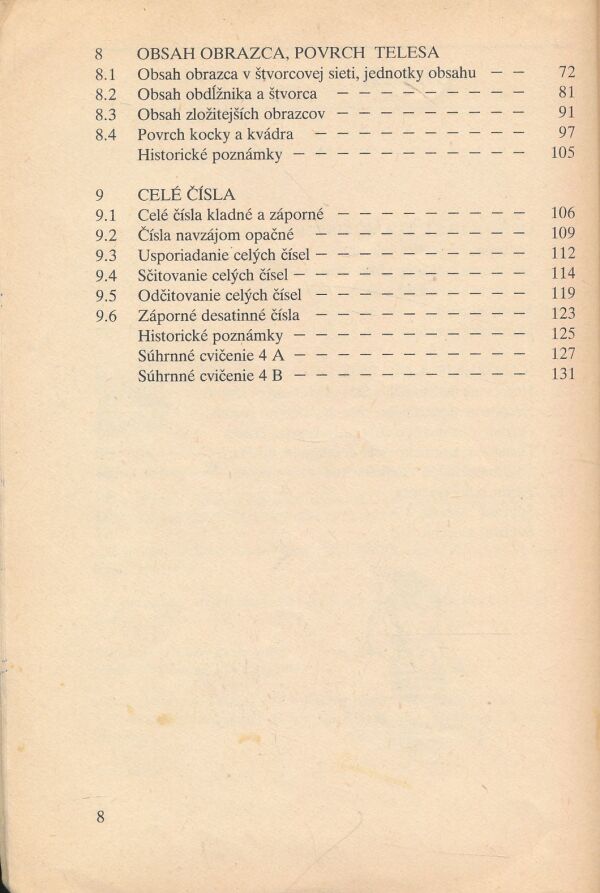 8 OBSAH OBRAZCA, POVRCH TELESA
8.1 Obsah obrazca v štvorcovej sieti, jednotky obsahu — — 72
8.2 Obsah obdĺžnika a štvorca — — — — — — — — — 81
8.3 Obsah zložitejších obrazcov — — — — — — — — — 91
8.4 Povrch kocky a kvádra — — — — — — — — — — 97
Historické poznámky — — — — — — — — — — — 105
9 CELÉ ČÍSLA
9.1 Celé čísla kladné a záporné — — — — — — — — — 106
9.2 Čísla navzájom opačné — — — — — — — — — — 109
9.3 Usporiadanie celých čísel — — — — — — — — — — 112
9.4 Sčitovanie celých čísel — — — — — — — — — — — 114
9.5 Odčitovanie celých čísel — — — — — — — — — — 119
9.6 Záporné desatinné čísla — — — — — — — — — — 123
Historické poznámky — — — — — — — — — — — 125
Súhrnné cvičenie 4 A — — — — — — — — — — — 127
Súhrnné cvičenie 4 B — — — — — — — — — — — 131
8